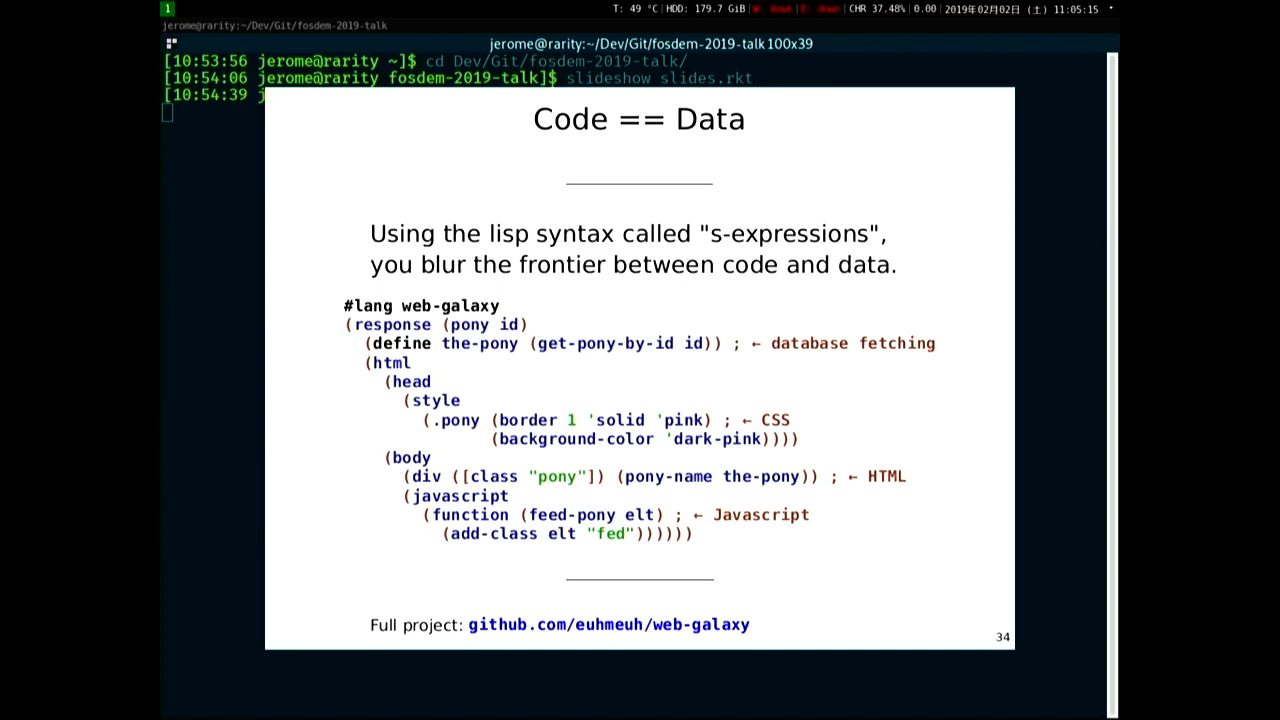 1
T: 49 °C|HDD: 179.7 GiB|W: down|E: down|CHR 37.48%|0.00|2019年02月02日 (土) 11:05:15
jerome@rarity:~/Dev/Git/fosdem-2019-talk
jerome@rarity:~/Dev/Git/fosdem-2019-talk 100x39
[10:53:56 jerome@rarity ~]$ cd Dev/Git/fosdem-2019-talk/
[10:54:06 jerome@rarity fosdem-2019-talk]$ slideshow slides.rkt
[10:54:39 j
Code == Data
Using the lisp syntax called "s-expressions",
you blur the frontier between code and data.
#lang web-galaxy
(response (pony id)
(define the-pony (get-pony-by-id id)) ; ← database fetching
(html
(head
(style
(.pony (border 1 'solid 'pink) ; ← CSS
(background-color 'dark-pink))))
(body
(div ([class "pony"]) (pony-name the-pony)) ; ← HTML
(javascript
(function (feed-pony elt) ; ← Javascript
(add-class elt "fed"))))))
Full project: github.com/euhmeuh/web-galaxy
34